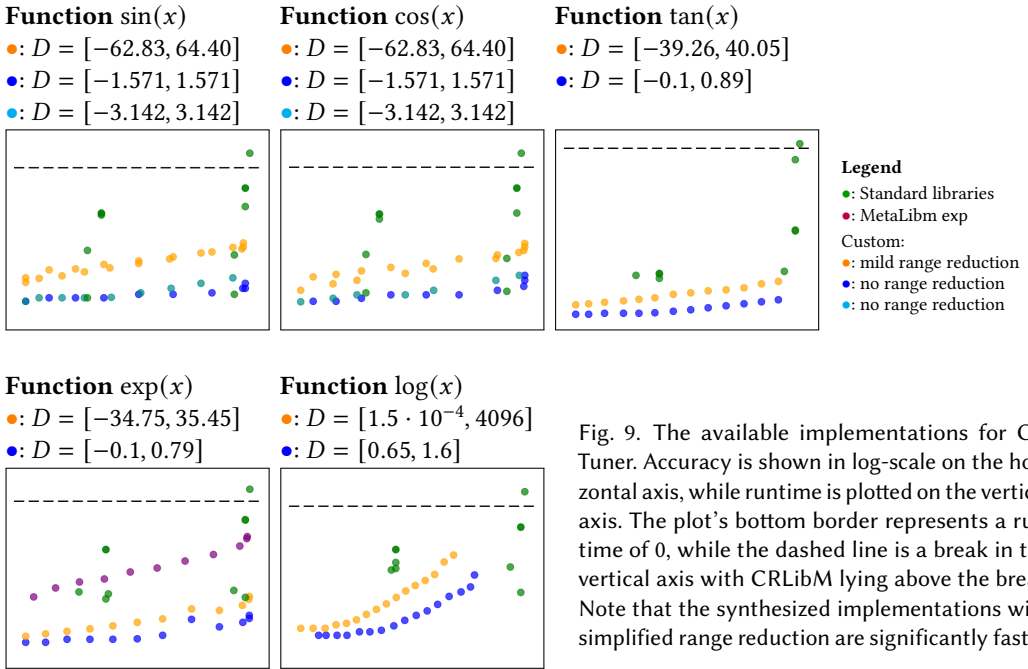 Function sin(x)
●: D = [−62.83, 64.40]
●: D = [−1.571, 1.571]
●: D = [−3.142, 3.142]
Function cos(x)
●: D = [−62.83, 64.40]
●: D = [−1.571, 1.571]
●: D = [−3.142, 3.142]
Function tan(x)
●: D = [−39.26, 40.05]
●: D = [−0.1, 0.89]
Legend
●: Standard libraries
●: MetaLibm exp
Custom:
●: mild range reduction
●: no range reduction
●: no range reduction
Function exp(x)
●: D = [−34.75, 35.45]
●: D = [−0.1, 0.79]
Function log(x)
●: D = [1.5 · 10⁻⁴, 4096]
●: D = [0.65, 1.6]
Fig. 9. The available implementations for
Tuner. Accuracy is shown in log-scale on the
zontal axis, while runtime is plotted on the
axis. The plot's bottom border represents a
time of 0, while the dashed line is a break in
vertical axis with CRLibM lying above the
Note that the synthesized implementations
simplified range reduction are significantly